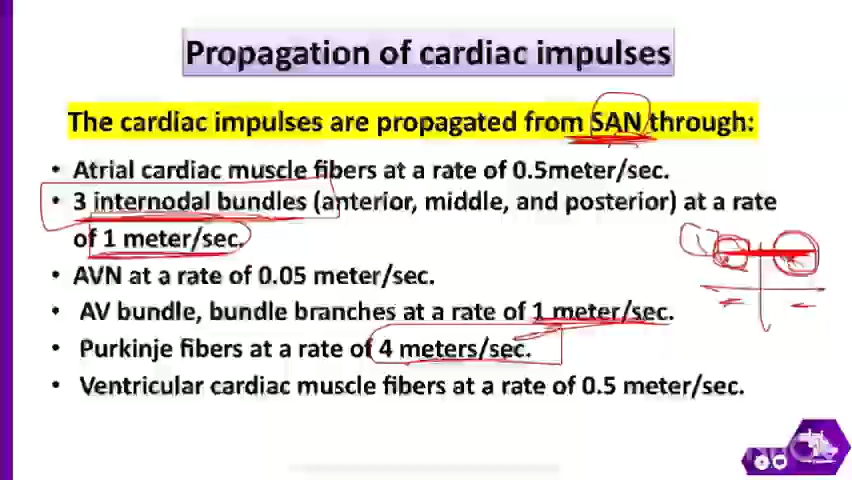 Propagation of cardiac impulses
The cardiac impulses are propagated from SAN through:
• Atrial cardiac muscle fibers at a rate of 0.5meter/sec.
• 3 internodal bundles (anterior, middle, and posterior) at a rate
of 1 meter/sec.
• AVN at a rate of 0.05 meter/sec.
• AV bundle, bundle branches at a rate of 1 meter/sec.
• Purkinje fibers at a rate of 4 meters/sec.
• Ventricular cardiac muscle fibers at a rate of 0.5 meter/sec.